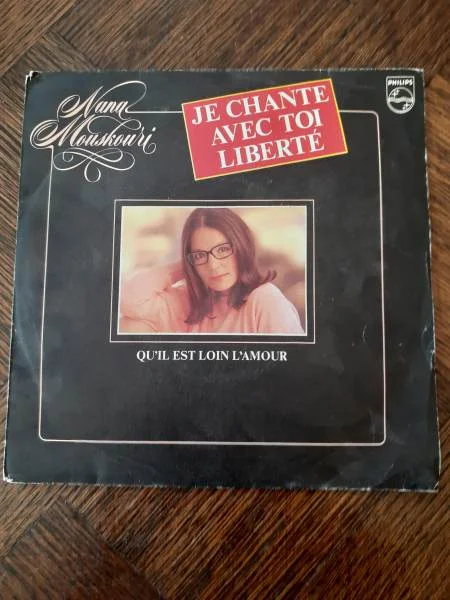 Nana
Mouskouri
JE CHANTE
AVEC TOI
LIBERTÉ
PHILIPS
QU'IL EST LOIN L'AMOUR